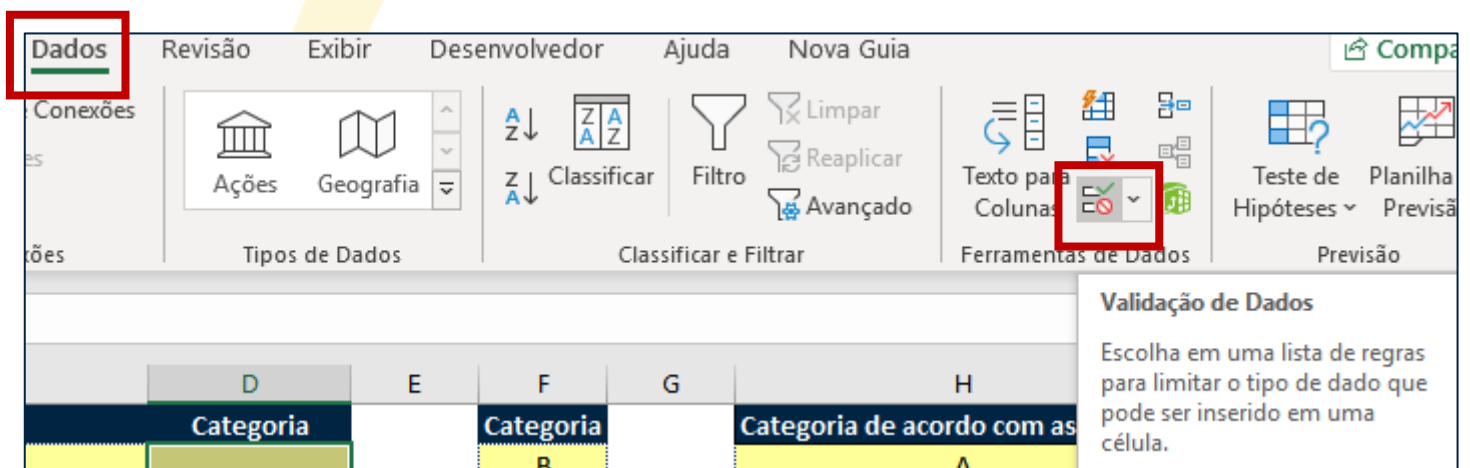 Dados Revisão Exibir Desenvolvedor Ajuda Nova Guia
Conexões
Ações Geografia
Classificar
Filtro
Limpar
Reaplicar
Avançado
Texto para
Colunas
Teste de
Hipóteses
Planilha
Tipos de Dados
Classificar e Filtrar
Ferramentas de Dados
Previsão
Validação de Dados
Escolha em uma lista de regras
para limitar o tipo de dado que
pode ser inserido em uma
célula.
D E F G H
Categoria Categoria Categoria de acordo com as
B A